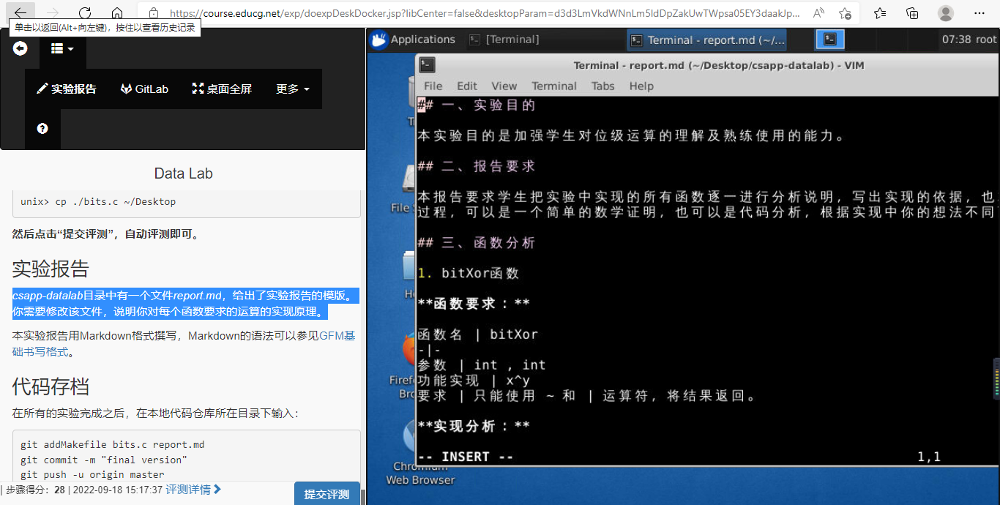 https://course.educg.net/exp/doexpDeskDocker.jsp?libCenter=false&desktopParam=d3d3LmVkdWNnLm5ldDpZakUwTWpsa05EY3daakJp...
单击以返回(Alt+向左键)，按住以查看历史记录
实验报告
GitLab
桌面全屏
更多
Data Lab
unix> cp ./bits.c ~/Desktop
然后点击“提交评测”，自动评测即可。
实验报告
csapp-datalab目录中有一个文件report.md，给出了实验报告的模版。
你需要修改该文件，说明你对每个函数要求的运算的实现原理。
本实验报告用Markdown格式撰写，Markdown的语法可以参见GFM基
础书写格式。
代码存档
在所有的实验完成之后，在本地代码仓库所在目录下输入：
git addMakefile bits.c report.md
git commit -m "final version"
git push -u origin master
| 步骤得分：28 | 2022-09-18 15:17:37 评测详情
提交评测
Applications
[Terminal]
Terminal - report.md (~/...
07:38 root
Terminal - report.md (~/Desktop/csapp-datalab) - VIM
File Edit View Terminal Tabs Help
## 一、实验目的
本实验目的是加强学生对位级运算的理解及熟练使用的能力。
## 二、报告要求
本报告要求学生把实验中实现的所有函数逐一进行分析说明，写出实现的依据，也
过程，可以是一个简单的数学证明，也可以是代码分析，根据实现中你的想法不同
## 三、函数分析
1. bitXor函数
**函数要求：**
函数名 | bitXor
-|-
参数 | int , int
功能实现 | x^y
要求 | 只能使用 ~ 和 | 运算符，将结果返回。
**实现分析：**
-- INSERT --
1,1
File
Firef
Bro
Chromium
Web Browser